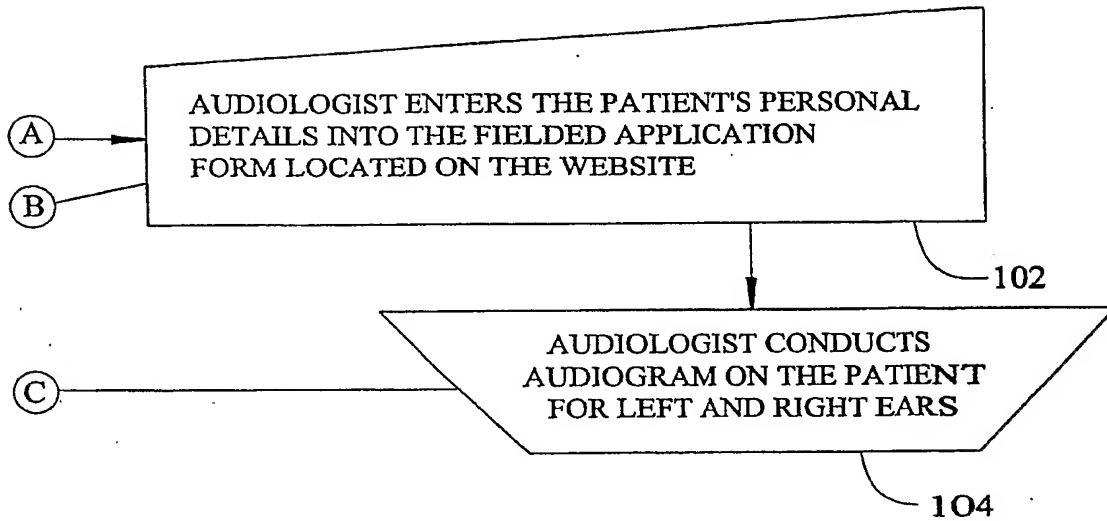 AUDIOLOGIST ENTERS THE PATIENT'S PERSONAL
DETAILS INTO THE FIELDED APPLICATION
FORM LOCATED ON THE WEBSITE
A
B
102
AUDIOLOGIST CONDUCTS
AUDIOGRAM ON THE PATIENT
FOR LEFT AND RIGHT EARS
C
104